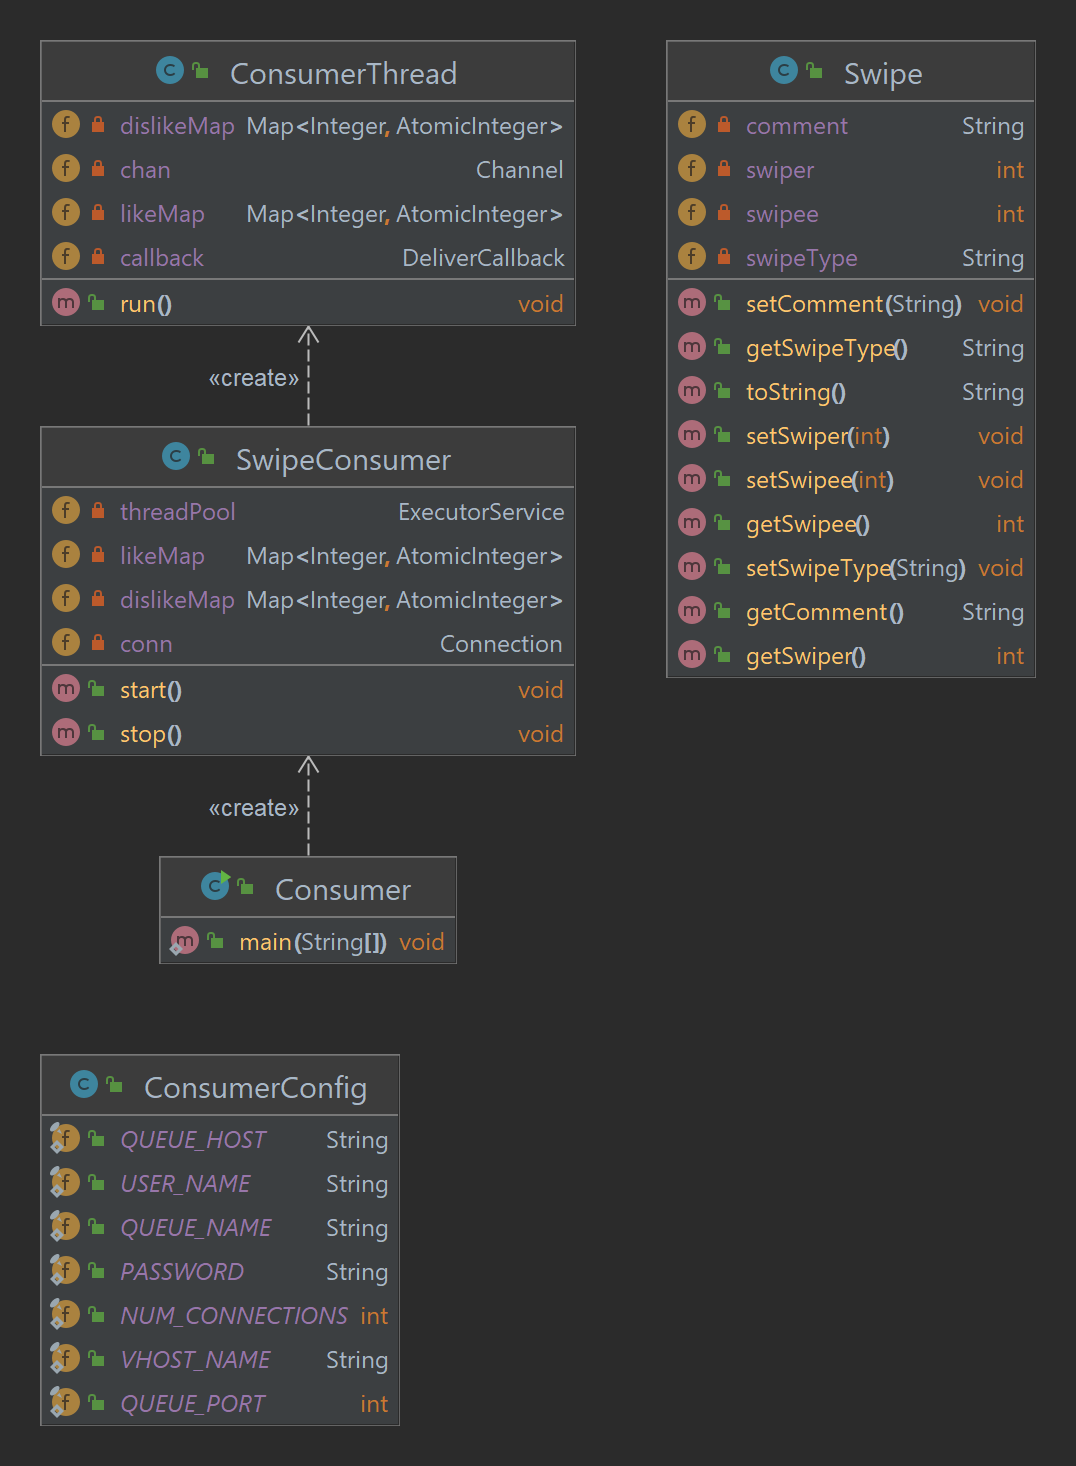 ConsumerThread
dislikeMap Map<Integer, AtomicInteger>
chan Channel
likeMap Map<Integer, AtomicInteger>
callback DeliverCallback
run() void
«create»
SwipeConsumer
threadPool ExecutorService
likeMap Map<Integer, AtomicInteger>
dislikeMap Map<Integer, AtomicInteger>
conn Connection
start() void
stop() void
«create»
Consumer
main(String[]) void
ConsumerConfig
QUEUE_HOST String
USER_NAME String
QUEUE_NAME String
PASSWORD String
NUM_CONNECTIONS int
VHOST_NAME String
QUEUE_PORT int
Swipe
comment String
swiper int
swipee int
swipeType String
setComment(String) void
getSwipeType() String
toString() String
setSwiper(int) void
setSwipee(int) void
getSwipee() int
setSwipeType(String) void
getComment() String
getSwiper() int